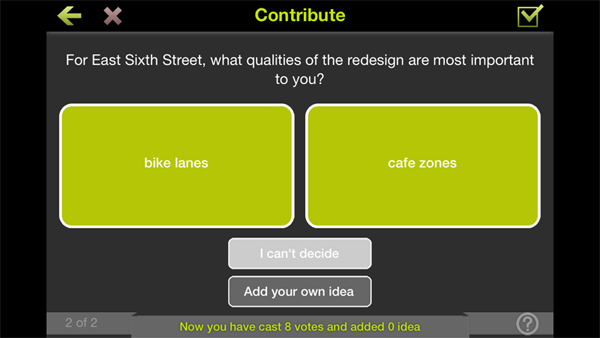 Contribute
For East Sixth Street, what qualities of the redesign are most important
to you?
bike lanes
cafe zones
I can't decide
Add your own idea
2 of 2
Now you have cast 8 votes and added 0 idea
?